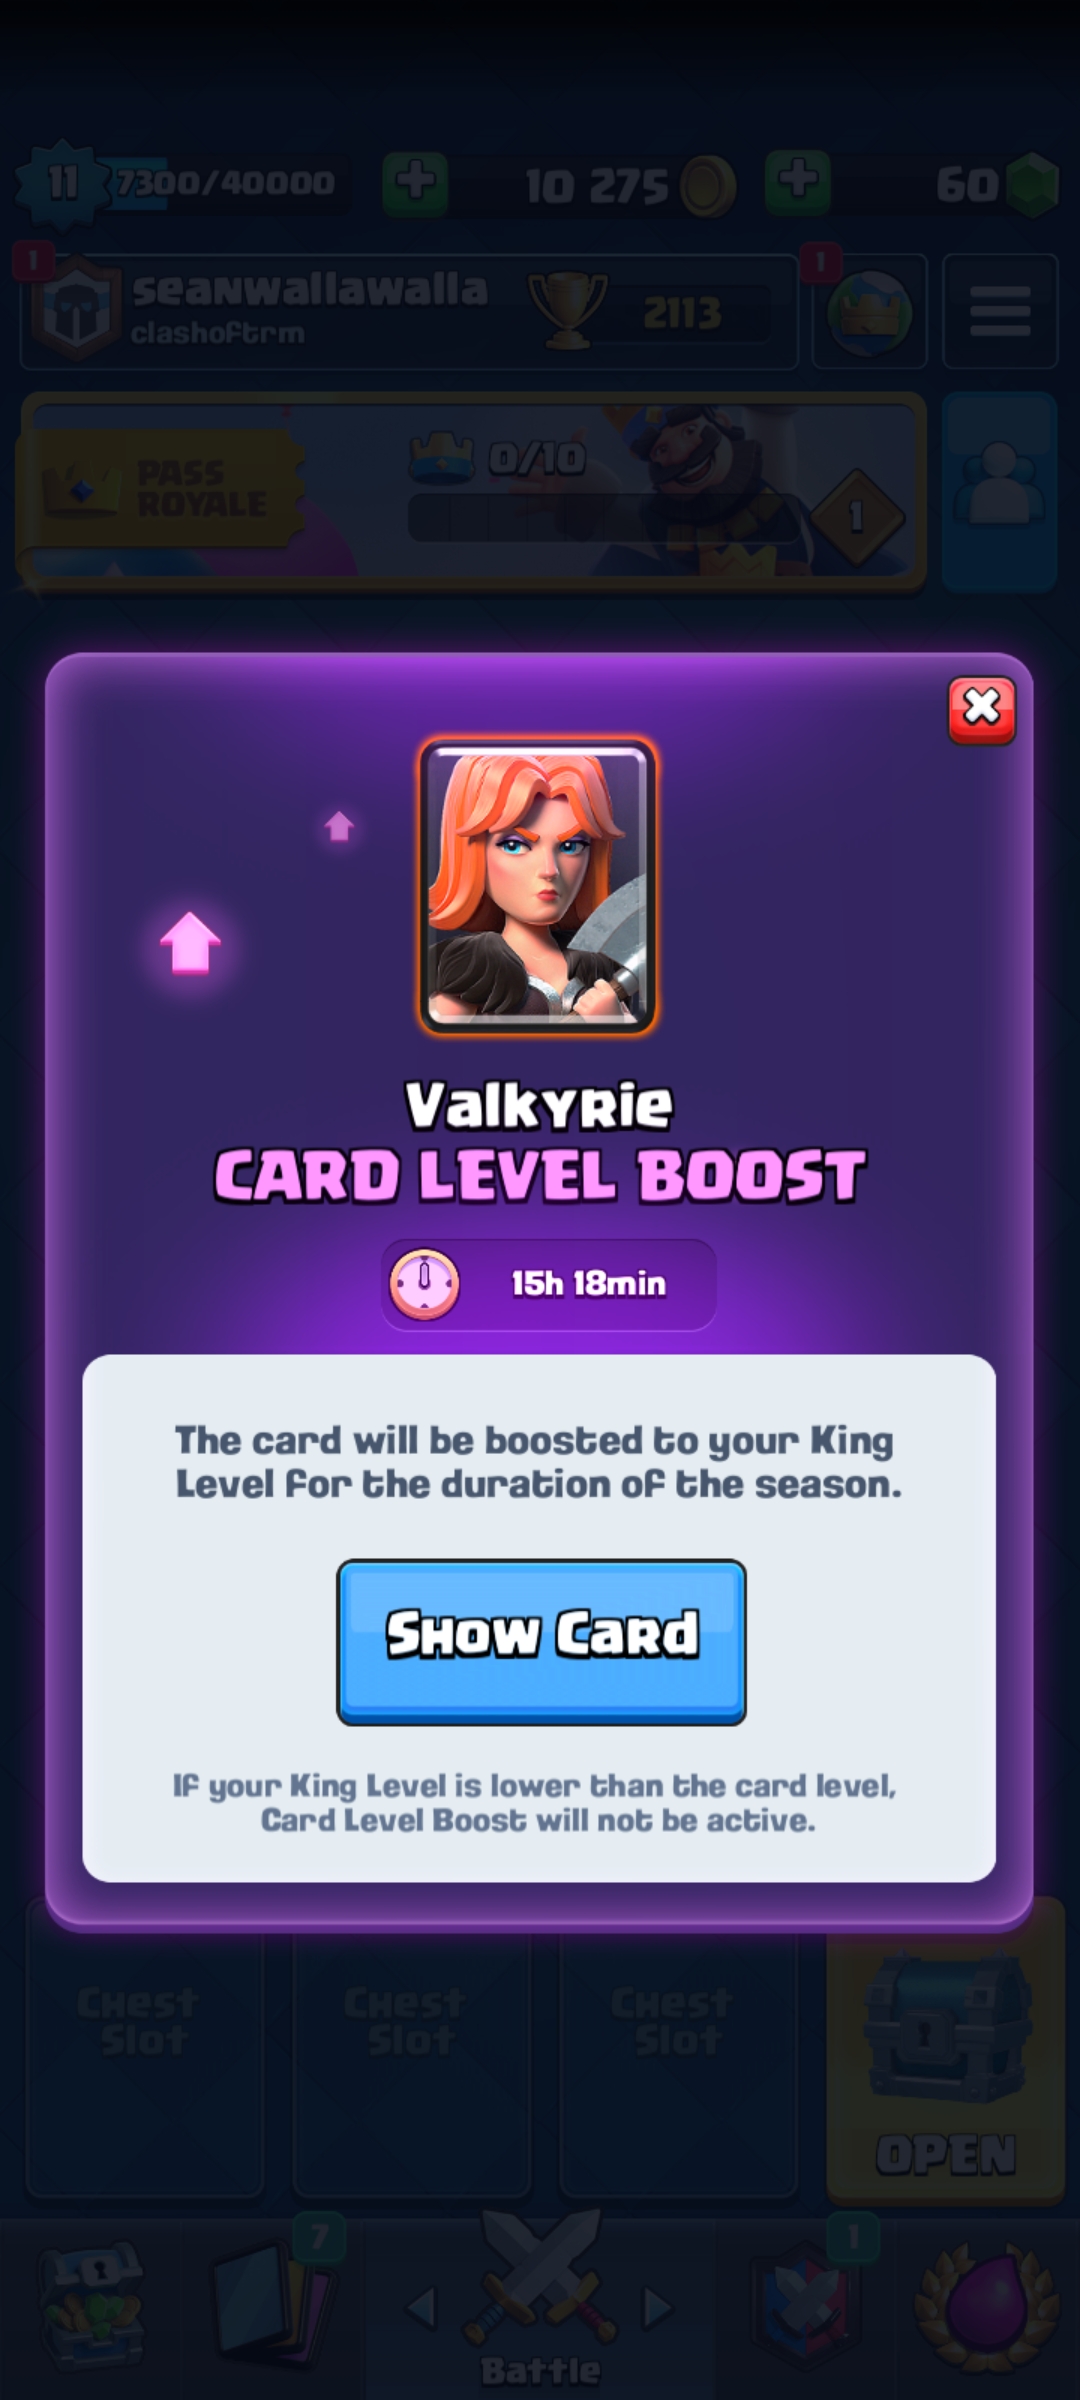 11
7300/40000
10 275
60
1
seanwallawalla
clashoftrm
2113
1
PASS
ROYALE
0/10
1
Valkyrie
CARD LEVEL BOOST
15h 18min
The card will be boosted to your King
Level for the duration of the season.
Show Card
If your King Level is lower than the card level,
Card Level Boost will not be active.
Chest
Slot
Chest
Slot
Chest
Slot
OPEN
7
1
Battle